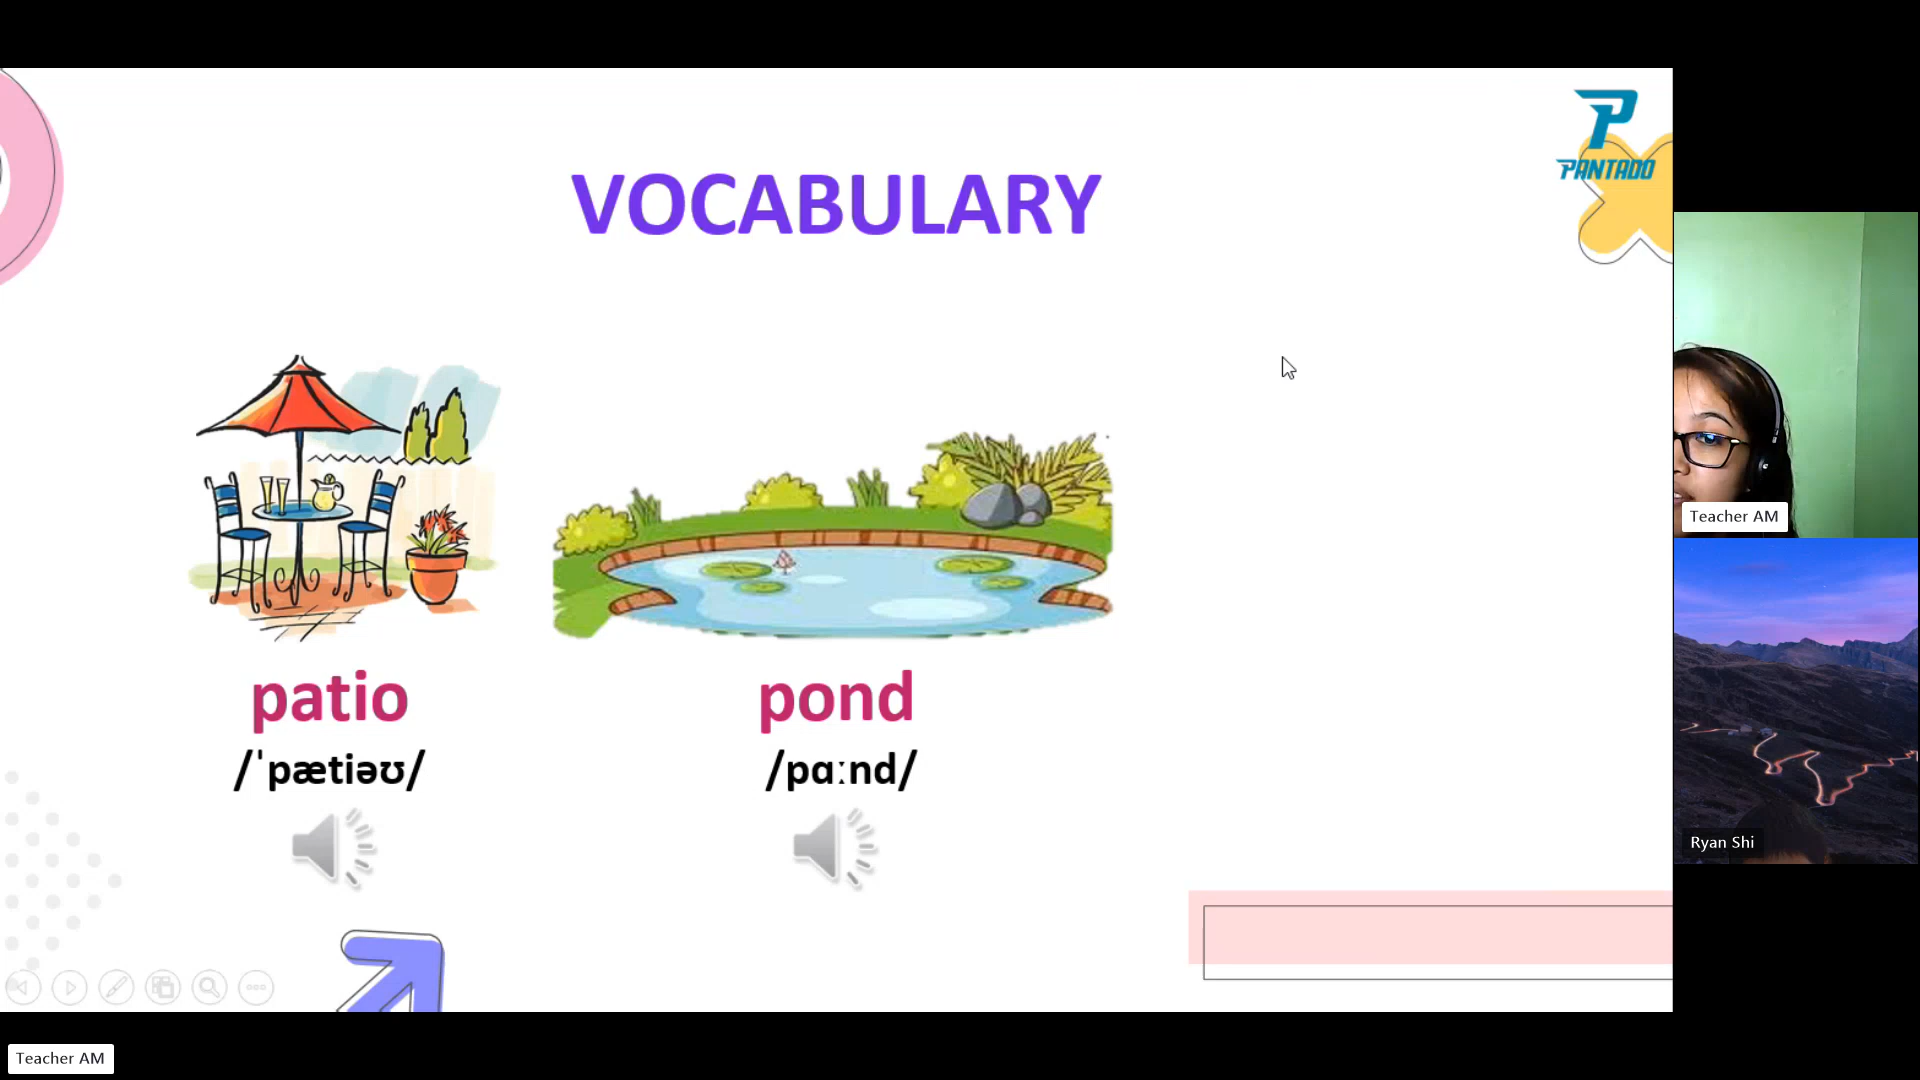 PANTADO
VOCABULARY
patio
/ˈpætiəʊ/
pond
/pɑːnd/
Teacher AM
Ryan Shi
Teacher AM